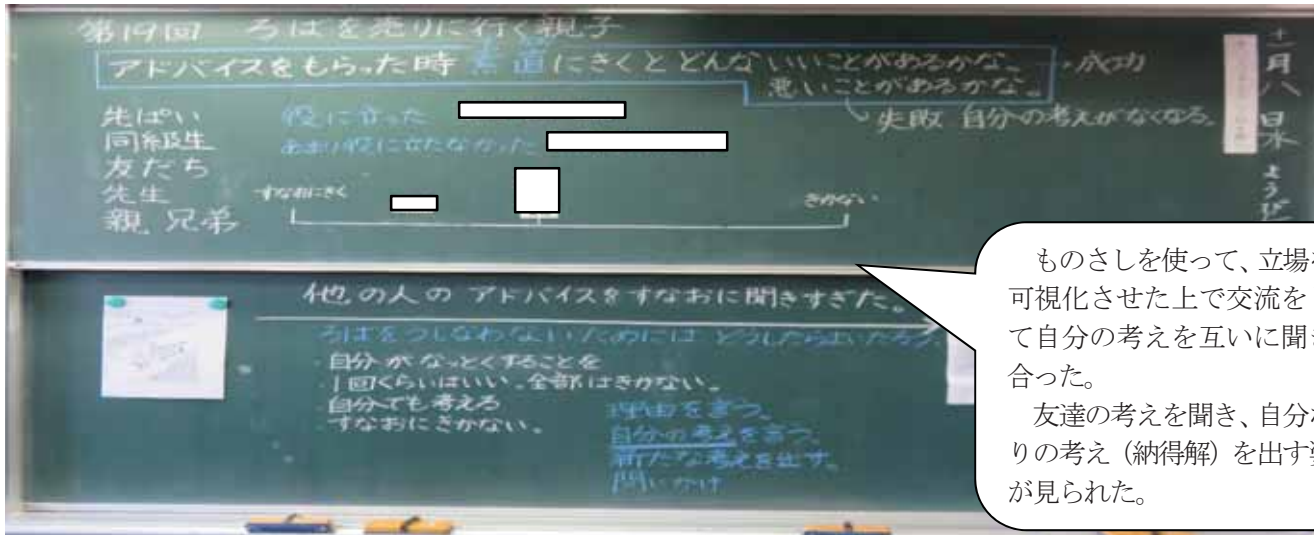 第19回 ろばを売りに行く親子
アドバイスをもらった時 素直にきくとどんないいことがあるかな。 ・成功
悪いことがあるかな。
失敗 自分の考えがなくなる。
先ぱい 役に立った
同級生 あまり役に立たなかった
友だち
先生
親 兄弟
すなおにきく
きかない
十一月八日水ようび
他の人の アドバイスをすなおに聞きすぎた。
ろばをうしなわないためには どうしたらよいだろう
・自分がなっとくすることを
・1回くらいはいい。全部はきかない。
・自分でも考える
・すなおにきかない。
理由を言う。
自分の考えを言う
新たな考えを出す。
問いかけ
ものさしを使って、立場
可視化させた上で交流を
て自分の考えを互いに聞
合った。
友達の考えを聞き、自分
りの考え（納得解）を出す
が見られた。